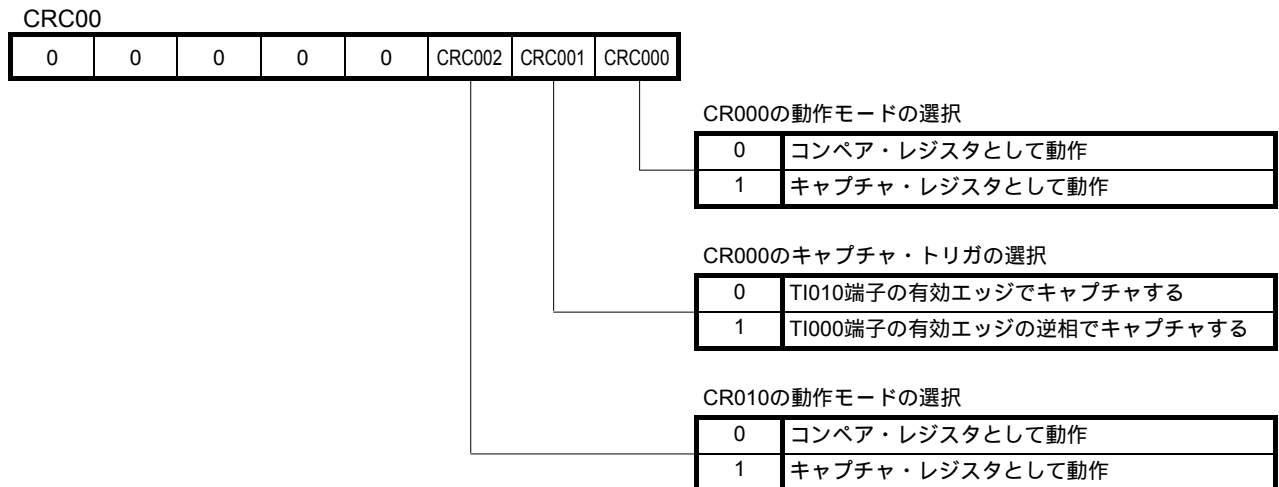 CRC00
0 0 0 0 0 CRC002 CRC001 CRC000
CR000の動作モードの選択
0 コンペア・レジスタとして動作
1 キャプチャ・レジスタとして動作
CR000のキャプチャ・トリガの選択
0 TI010端子の有効エッジでキャプチャする
1 TI000端子の有効エッジの逆相でキャプチャする
CR010の動作モードの選択
0 コンペア・レジスタとして動作
1 キャプチャ・レジスタとして動作